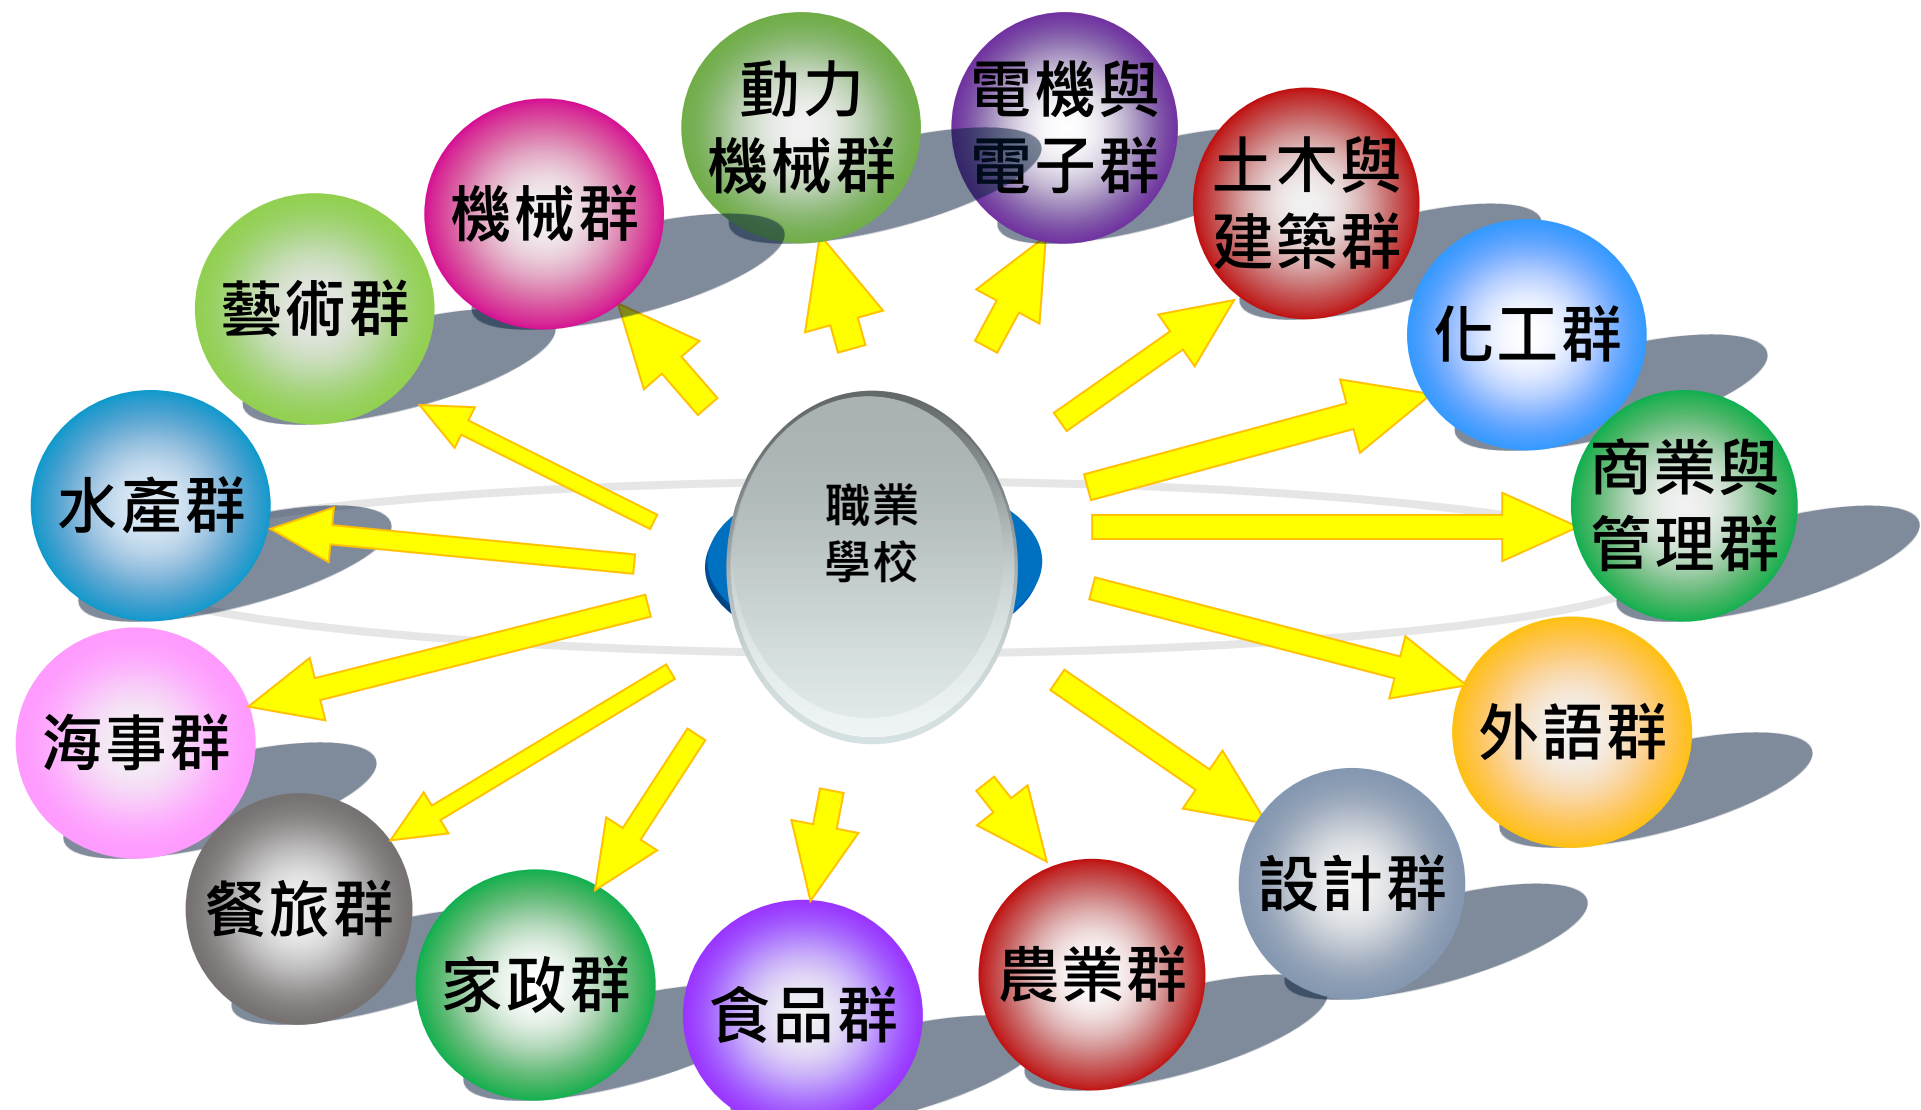 動力
機械群
電機與
電子群
土木與
建築群
機械群
藝術群
化工群
水產群
商業與
管理群
職業
學校
海事群
外語群
餐旅群
設計群
家政群
食品群
農業群